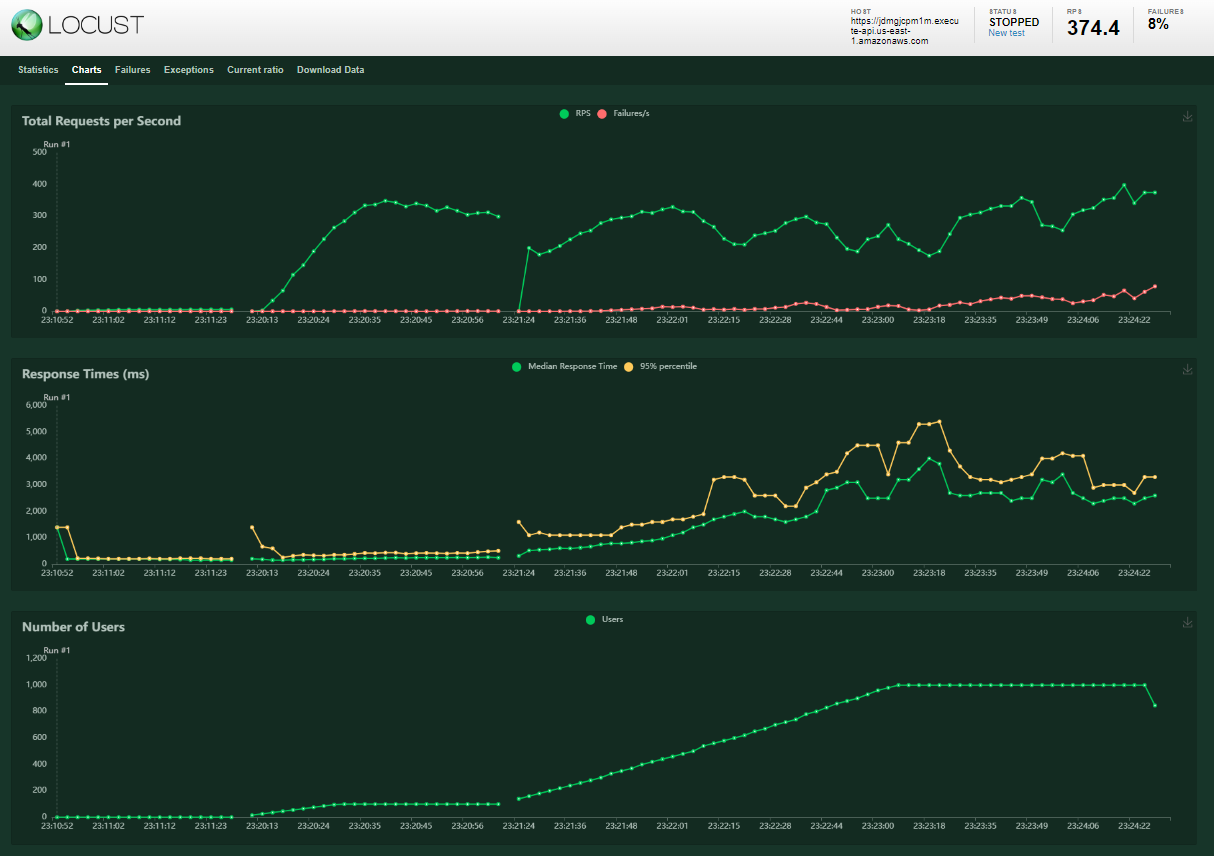 LOCUST
HOST
https://jdmgjcpm1m.execu
te-api.us-east-
1.amazonaws.com
STATUS
STOPPED
New test
RPS
374.4
FAILURES
8%
Statistics Charts Failures Exceptions Current ratio Download Data
Total Requests per Second
RPS Failures/s
Run #1
500
400
300
200
100
0
23:10:52 23:11:02 23:11:12 23:11:23 23:20:13 23:20:24 23:20:35 23:20:45 23:20:56 23:21:24 23:21:36 23:21:48 23:22:01 23:22:15 23:22:28 23:22:44 23:23:00 23:23:18 23:23:35 23:23:49 23:24:06 23:24:22
Response Times (ms)
Median Response Time 95% percentile
Run #1
6,000
5,000
4,000
3,000
2,000
1,000
0
23:10:52 23:11:02 23:11:12 23:11:23 23:20:13 23:20:24 23:20:35 23:20:45 23:20:56 23:21:24 23:21:36 23:21:48 23:22:01 23:22:15 23:22:28 23:22:44 23:23:00 23:23:18 23:23:35 23:23:49 23:24:06 23:24:22
Number of Users
Users
Run #1
1,200
1,000
800
600
400
200
0
23:10:52 23:11:02 23:11:12 23:11:23 23:20:13 23:20:24 23:20:35 23:20:45 23:20:56 23:21:24 23:21:36 23:21:48 23:22:01 23:22:15 23:22:28 23:22:44 23:23:00 23:23:18 23:23:35 23:23:49 23:24:06 23:24:22